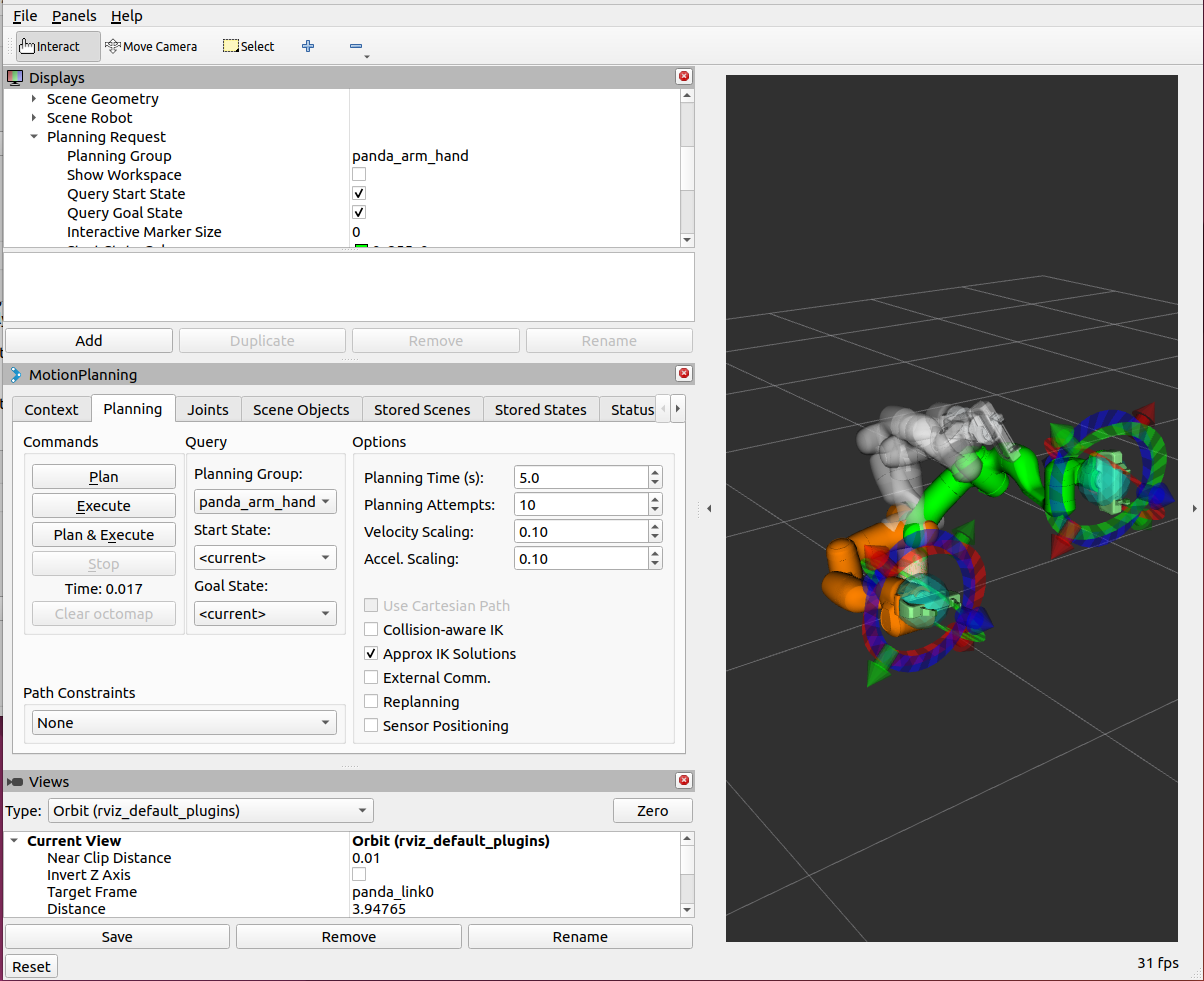 File Panels Help
Interact Move Camera Select
Displays
Scene Geometry
Scene Robot
Planning Request
Planning Group panda_arm_hand
Show Workspace
Query Start State
Query Goal State
Interactive Marker Size 0
Add Duplicate Remove Rename
MotionPlanning
Context Planning Joints Scene Objects Stored Scenes Stored States Status
Commands Query Options
Plan
Execute
Plan & Execute
Stop
Time: 0.017
Clear octomap
Planning Group:
panda_arm_hand
Start State:
<current>
Goal State:
<current>
Planning Time (s): 5.0
Planning Attempts: 10
Velocity Scaling: 0.10
Accel. Scaling: 0.10
Use Cartesian Path
Collision-aware IK
Approx IK Solutions
External Comm.
Replanning
Sensor Positioning
Path Constraints
None
Views
Type: Orbit (rviz_default_plugins) Zero
Current View Orbit (rviz_default_plugins)
Near Clip Distance 0.01
Invert Z Axis
Target Frame panda_link0
Distance 3.94765
Save Remove Rename
Reset
31 fps